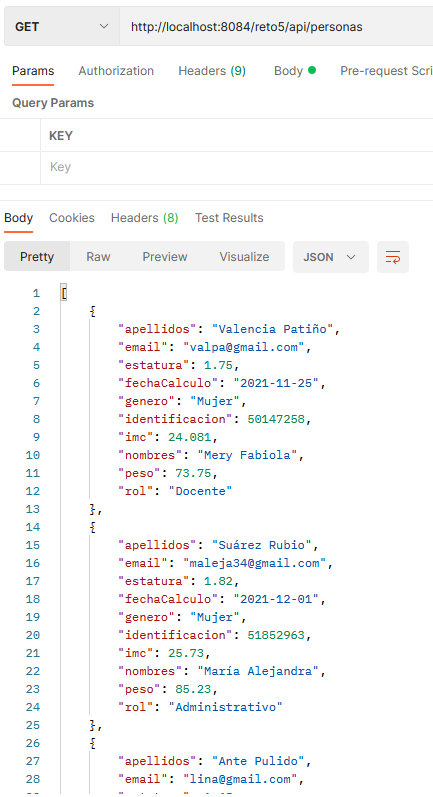 GET http://localhost:8084/reto5/api/personas
Params Authorization Headers (9) Body Pre-request Scri
Query Params
KEY
Key
Body Cookies Headers (8) Test Results
Pretty Raw Preview Visualize JSON
1 [
2 {
3 "apellidos": "Valencia Patiño",
4 "email": "valpa@gmail.com",
5 "estatura": 1.75,
6 "fechaCalculo": "2021-11-25",
7 "genero": "Mujer",
8 "identificacion": 50147258,
9 "imc": 24.081,
10 "nombres": "Mery Fabiola",
11 "peso": 73.75,
12 "rol": "Docente"
13 },
14 {
15 "apellidos": "Suárez Rubio",
16 "email": "maleja34@gmail.com",
17 "estatura": 1.82,
18 "fechaCalculo": "2021-12-01",
19 "genero": "Mujer",
20 "identificacion": 51852963,
21 "imc": 25.73,
22 "nombres": "María Alejandra",
23 "peso": 85.23,
24 "rol": "Administrativo"
25 },
26 {
27 "apellidos": "Ante Pulido",
28 "email": "lina@gmail.com",